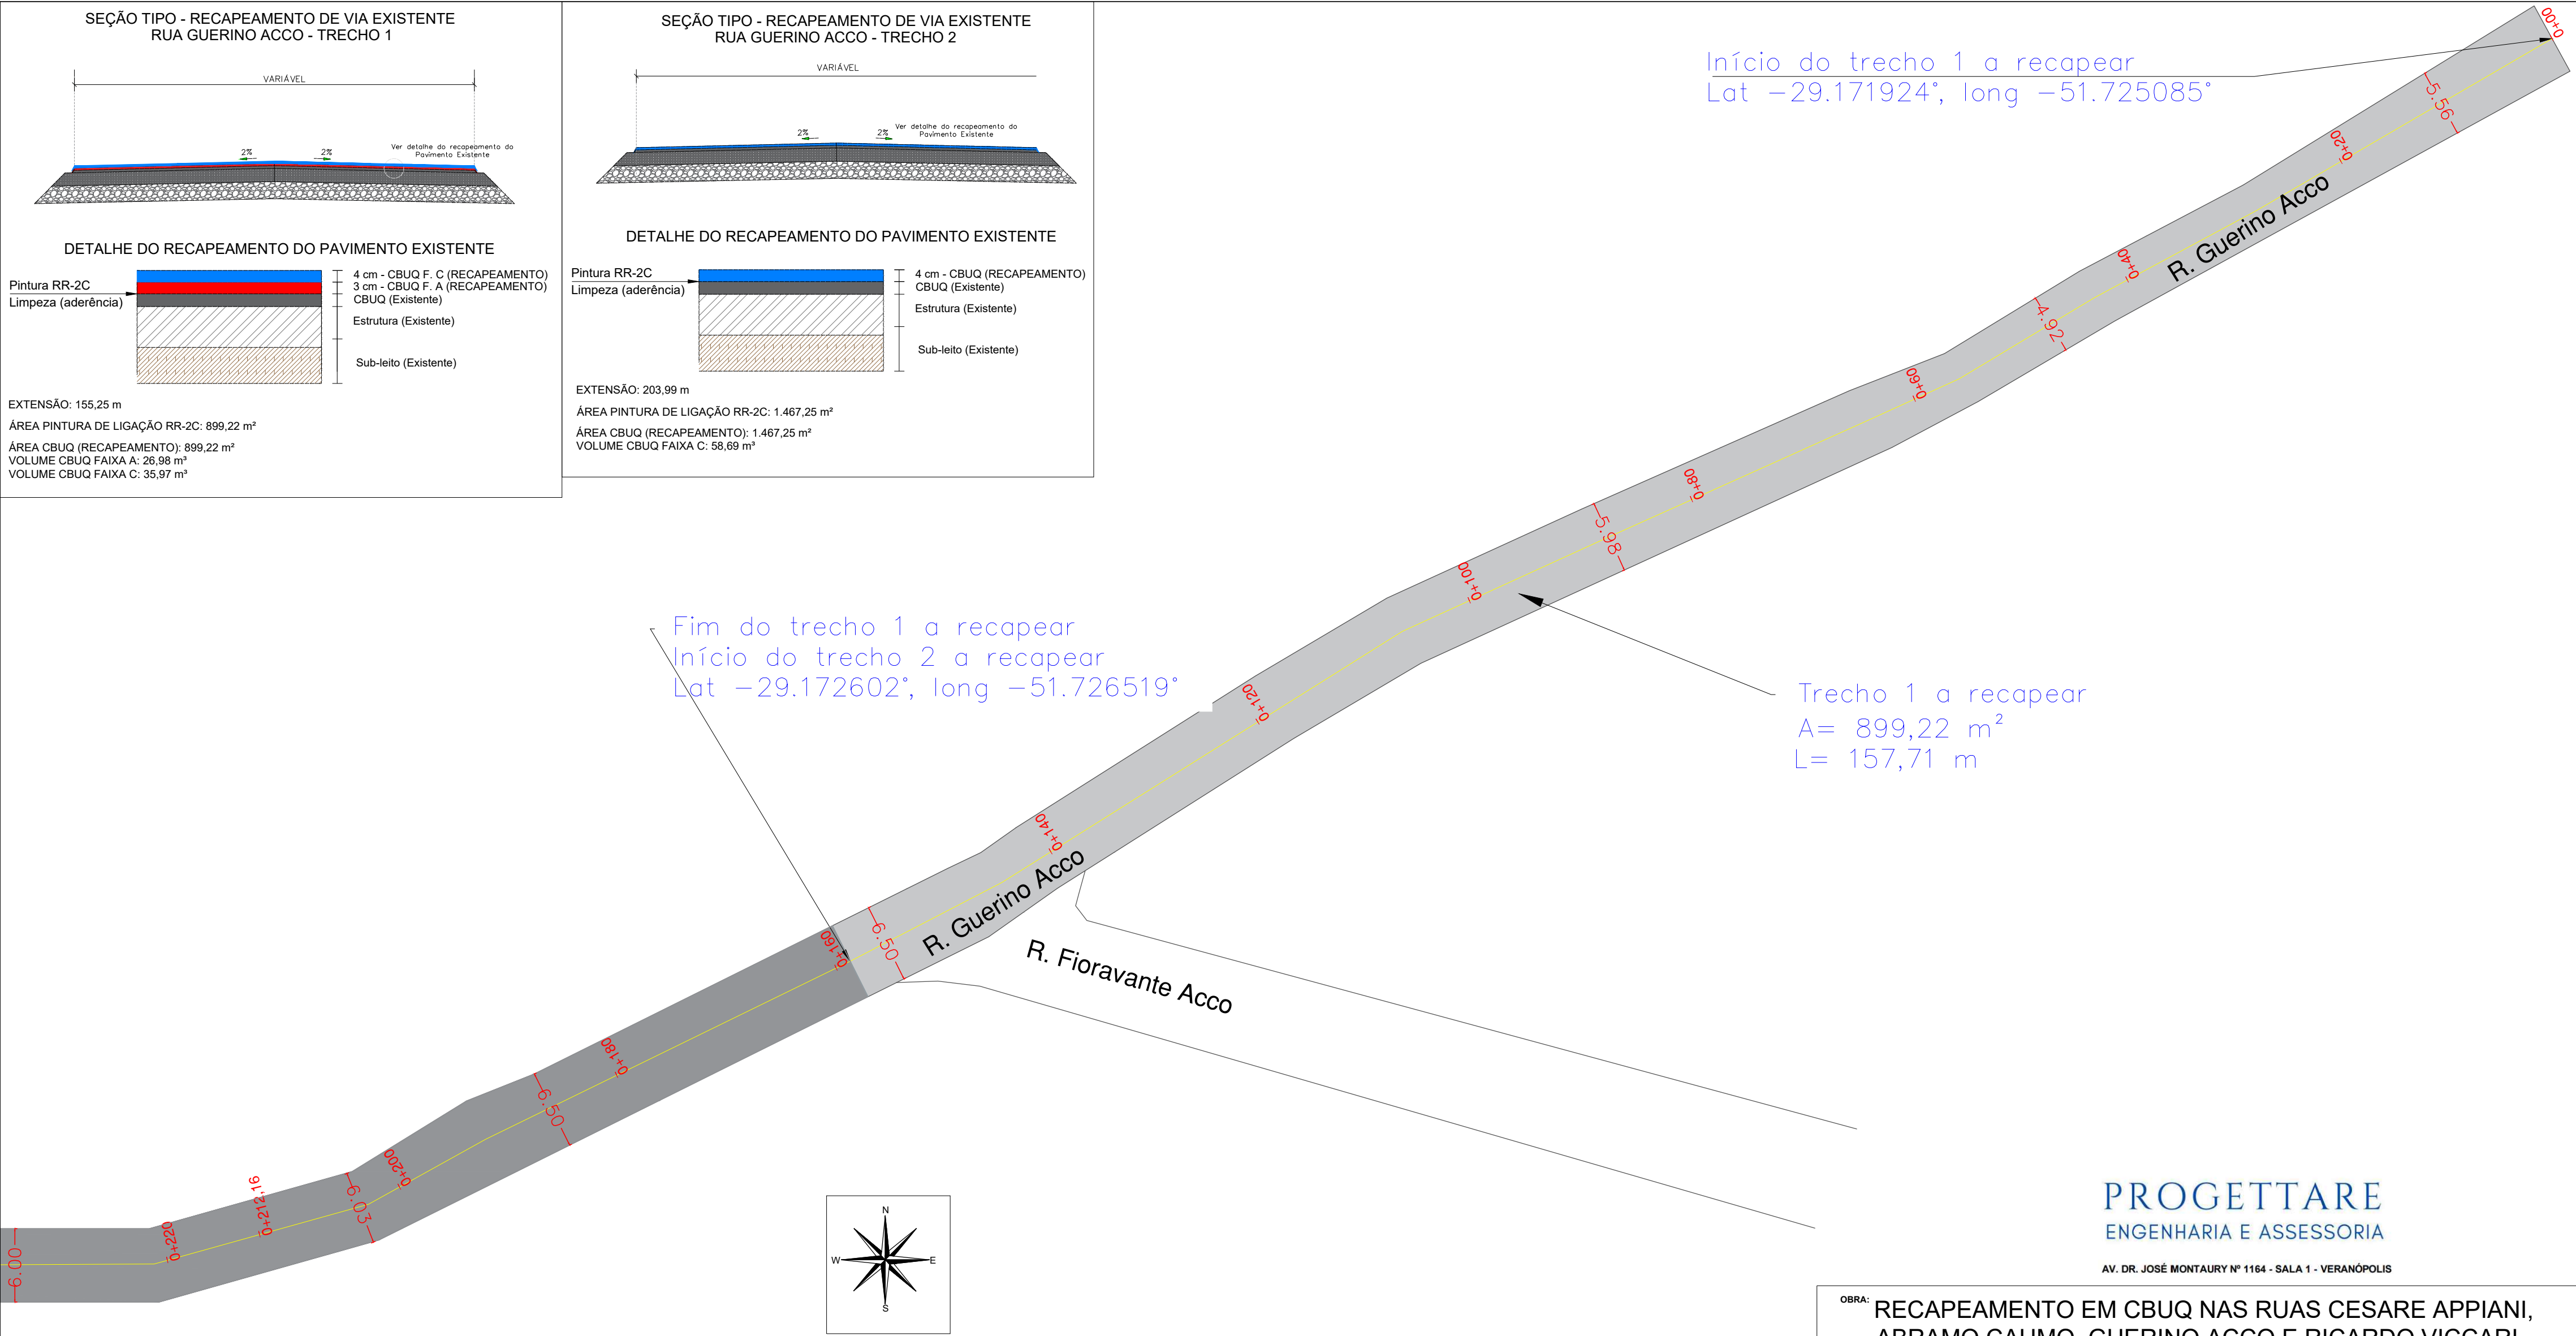 SEÇÃO TIPO - RECAPEAMENTO DE VIA EXISTENTE
RUA GUERINO ACCO - TRECHO 1
VARIÁVEL
2%
2%
Ver detalhe do recapeamento do
Pavimento Existente
DETALHE DO RECAPEAMENTO DO PAVIMENTO EXISTENTE
Pintura RR-2C
Limpeza (aderência)
4 cm - CBUQ F. C (RECAPEAMENTO)
3 cm - CBUQ F. A (RECAPEAMENTO)
CBUQ (Existente)
Estrutura (Existente)
Sub-leito (Existente)
EXTENSÃO: 155,25 m
ÁREA PINTURA DE LIGAÇÃO RR-2C: 899,22 m²
ÁREA CBUQ (RECAPEAMENTO): 899,22 m²
VOLUME CBUQ FAIXA A: 26,98 m³
VOLUME CBUQ FAIXA C: 35,97 m³
SEÇÃO TIPO - RECAPEAMENTO DE VIA EXISTENTE
RUA GUERINO ACCO - TRECHO 2
VARIÁVEL
2%
2%
Ver detalhe do recapeamento do
Pavimento Existente
DETALHE DO RECAPEAMENTO DO PAVIMENTO EXISTENTE
Pintura RR-2C
Limpeza (aderência)
4 cm - CBUQ (RECAPEAMENTO)
CBUQ (Existente)
Estrutura (Existente)
Sub-leito (Existente)
EXTENSÃO: 203,99 m
ÁREA PINTURA DE LIGAÇÃO RR-2C: 1.467,25 m²
ÁREA CBUQ (RECAPEAMENTO): 1.467,25 m²
VOLUME CBUQ FAIXA C: 58,69 m³
Início do trecho 1 a recapear
Lat -29.171924°, long -51.725085°
0+00
5.56
0+20
R. Guerino Acco
0+40
4.92
0+60
0+80
5.98
0+100
Trecho 1 a recapear
A= 899,22 m²
L= 157,71 m
0+120
Fim do trecho 1 a recapear
Início do trecho 2 a recapear
Lat -29.172602°, long -51.726519°
0+140
R. Guerino Acco
R. Fioravante Acco
6.50
0+160
0+180
6.50
0+200
6.03
0+212,16
0+220
6.00
N
W
E
S
PROGETTARE
ENGENHARIA E ASSESSORIA
AV. DR. JOSÉ MONTAURY Nº 1164 - SALA 1 - VERANÓPOLIS
OBRA: RECAPEAMENTO EM CBUQ NAS RUAS CESARE APPIANI,
ABRAMO CAUMO, GUERINO ACCO E RICARDO VICCARI